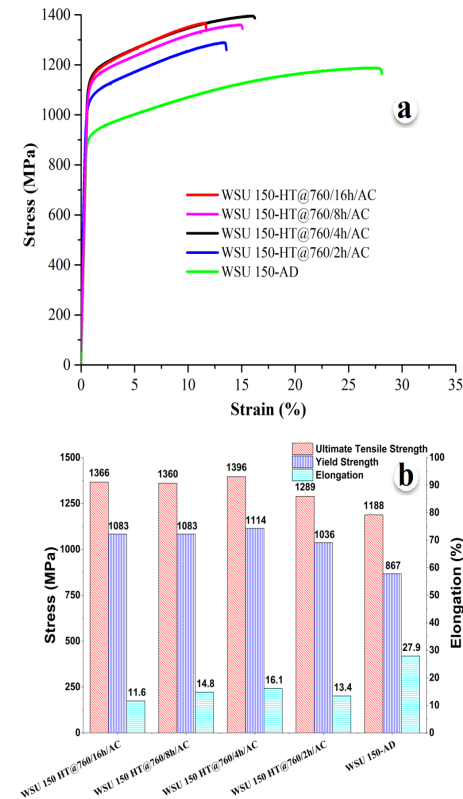 1400
1200
1000
800
600
400
200
0
Stress (MPa)
a
WSU 150-HT@760/16h/AC
WSU 150-HT@760/8h/AC
WSU 150-HT@760/4h/AC
WSU 150-HT@760/2h/AC
WSU 150-AD
0 5 10 15 20 25 30 35
Strain (%)
b
Ultimate Tensile Strength
Yield Strength
Elongation
1500
1250
1000
750
500
250
0
Stress (MPa)
1366 1360 1396 1289 1188
1083 1083 1114 1036 867
11.6 14.8 16.1 13.4 27.9
100
90
80
70
60
50
40
30
20
10
0
Elongation (%)
WSU 150 HT@760/16h/AC
WSU 150 HT@760/8h/AC
WSU 150 HT@760/4h/AC
WSU 150 HT@760/2h/AC
WSU 150-AD